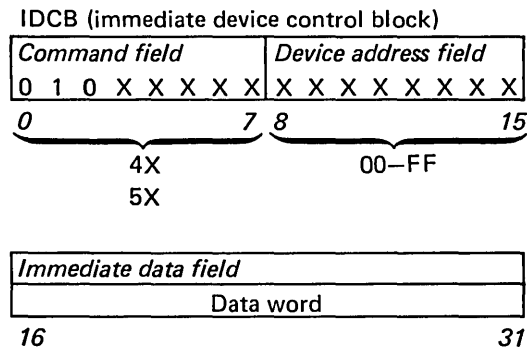 IDCB (immediate device control block)
Command field Device address field
0 1 0 X X X X X X X X X X X X X
0 7 8 15
4X 00–FF
5X
Immediate data field
Data word
16 31